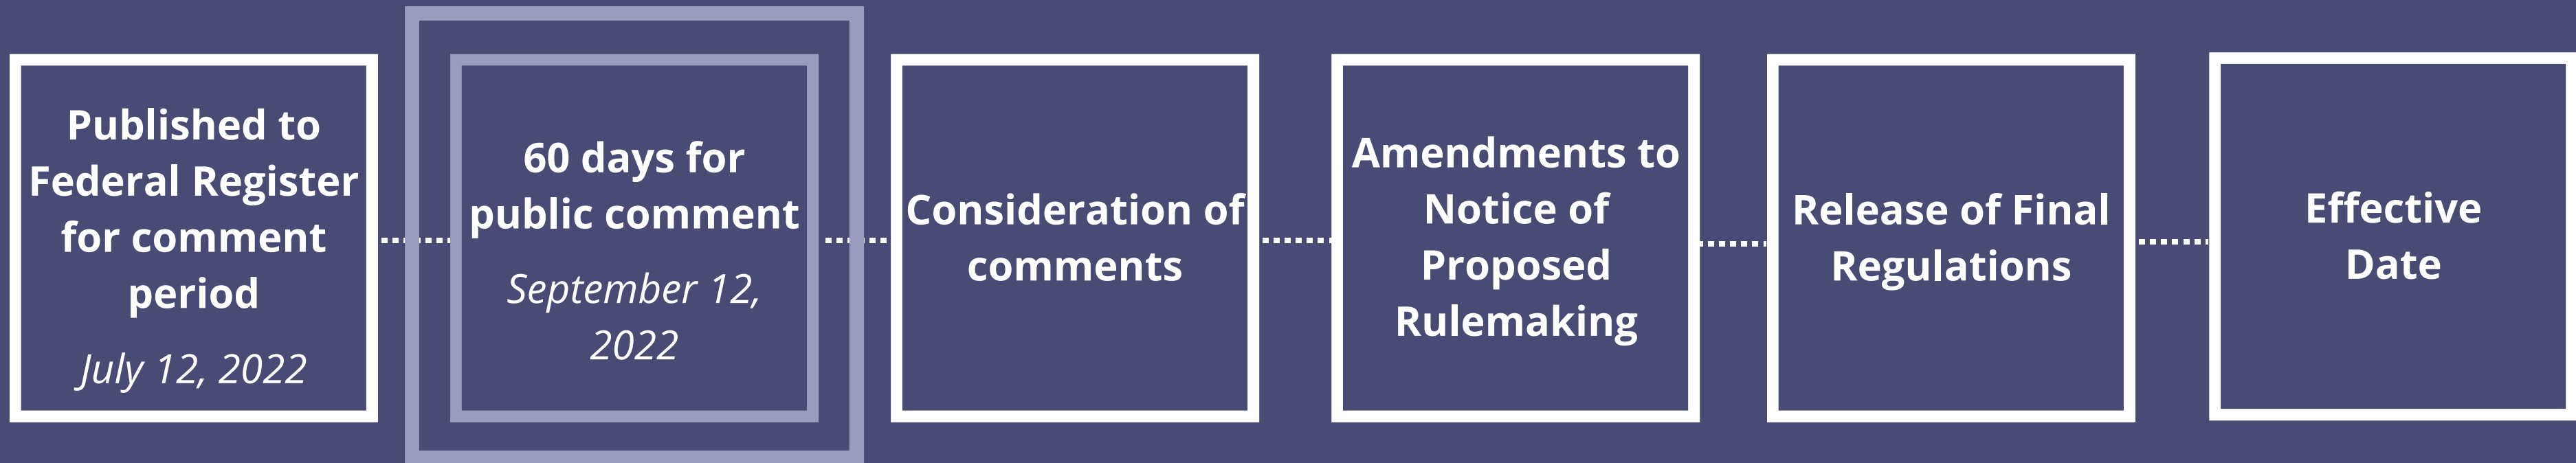 Published to
Federal Register
for comment
period
July 12, 2022
60 days for
public comment
September 12,
2022
Consideration of
comments
Amendments to
Notice of
Proposed
Rulemaking
Release of Final
Regulations
Effective
Date